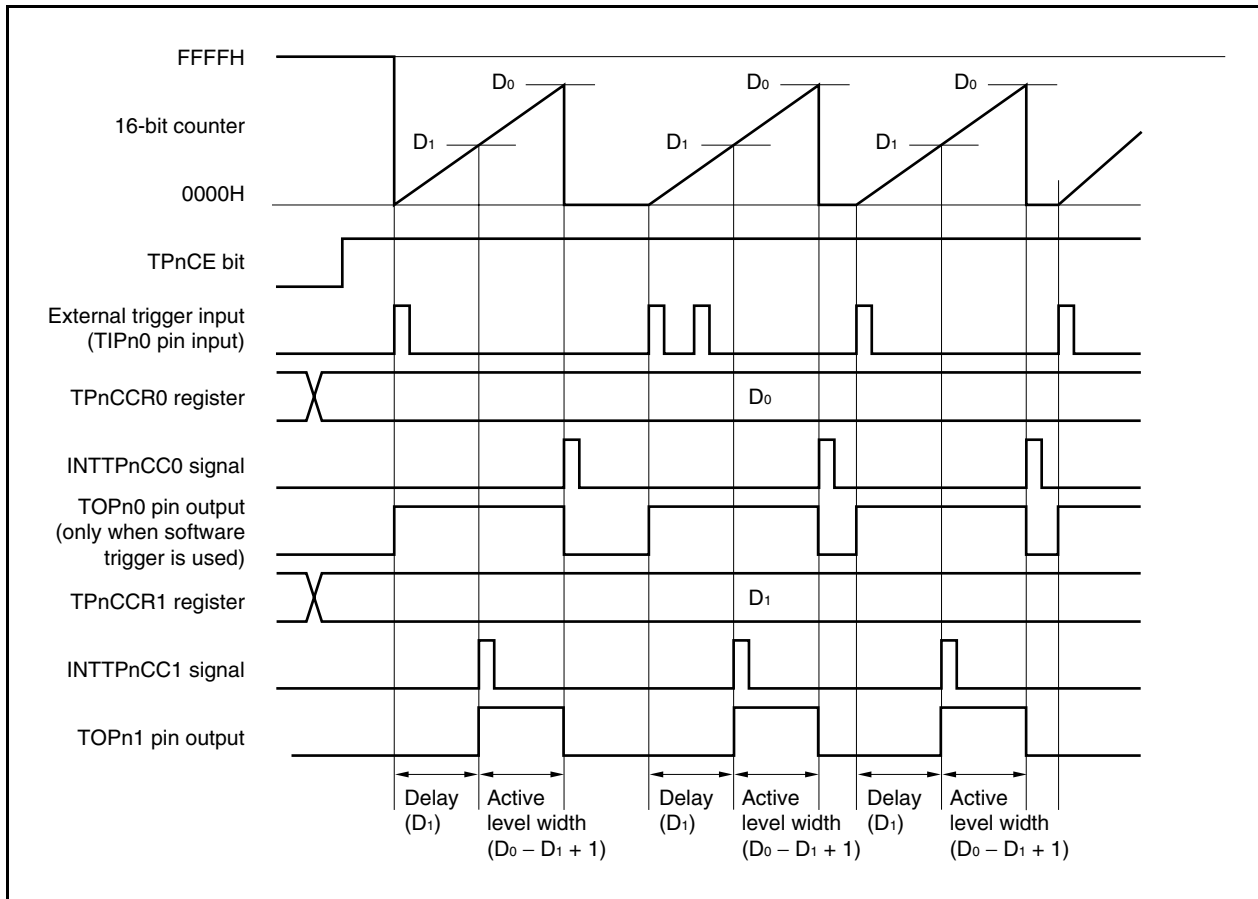 FFFFH
D0 D0 D0
16-bit counter
D1 D1 D1
0000H
TPnCE bit
External trigger input
(TIPn0 pin input)
TPnCCR0 register
D0
INTTPnCC0 signal
TOPn0 pin output
(only when software
trigger is used)
TPnCCR1 register
D1
INTTPnCC1 signal
TOPn1 pin output
Delay
(D1)
Active
level width
(D0 − D1 + 1)
Delay
(D1)
Active
level width
(D0 − D1 + 1)
Delay
(D1)
Active
level width
(D0 − D1 + 1)